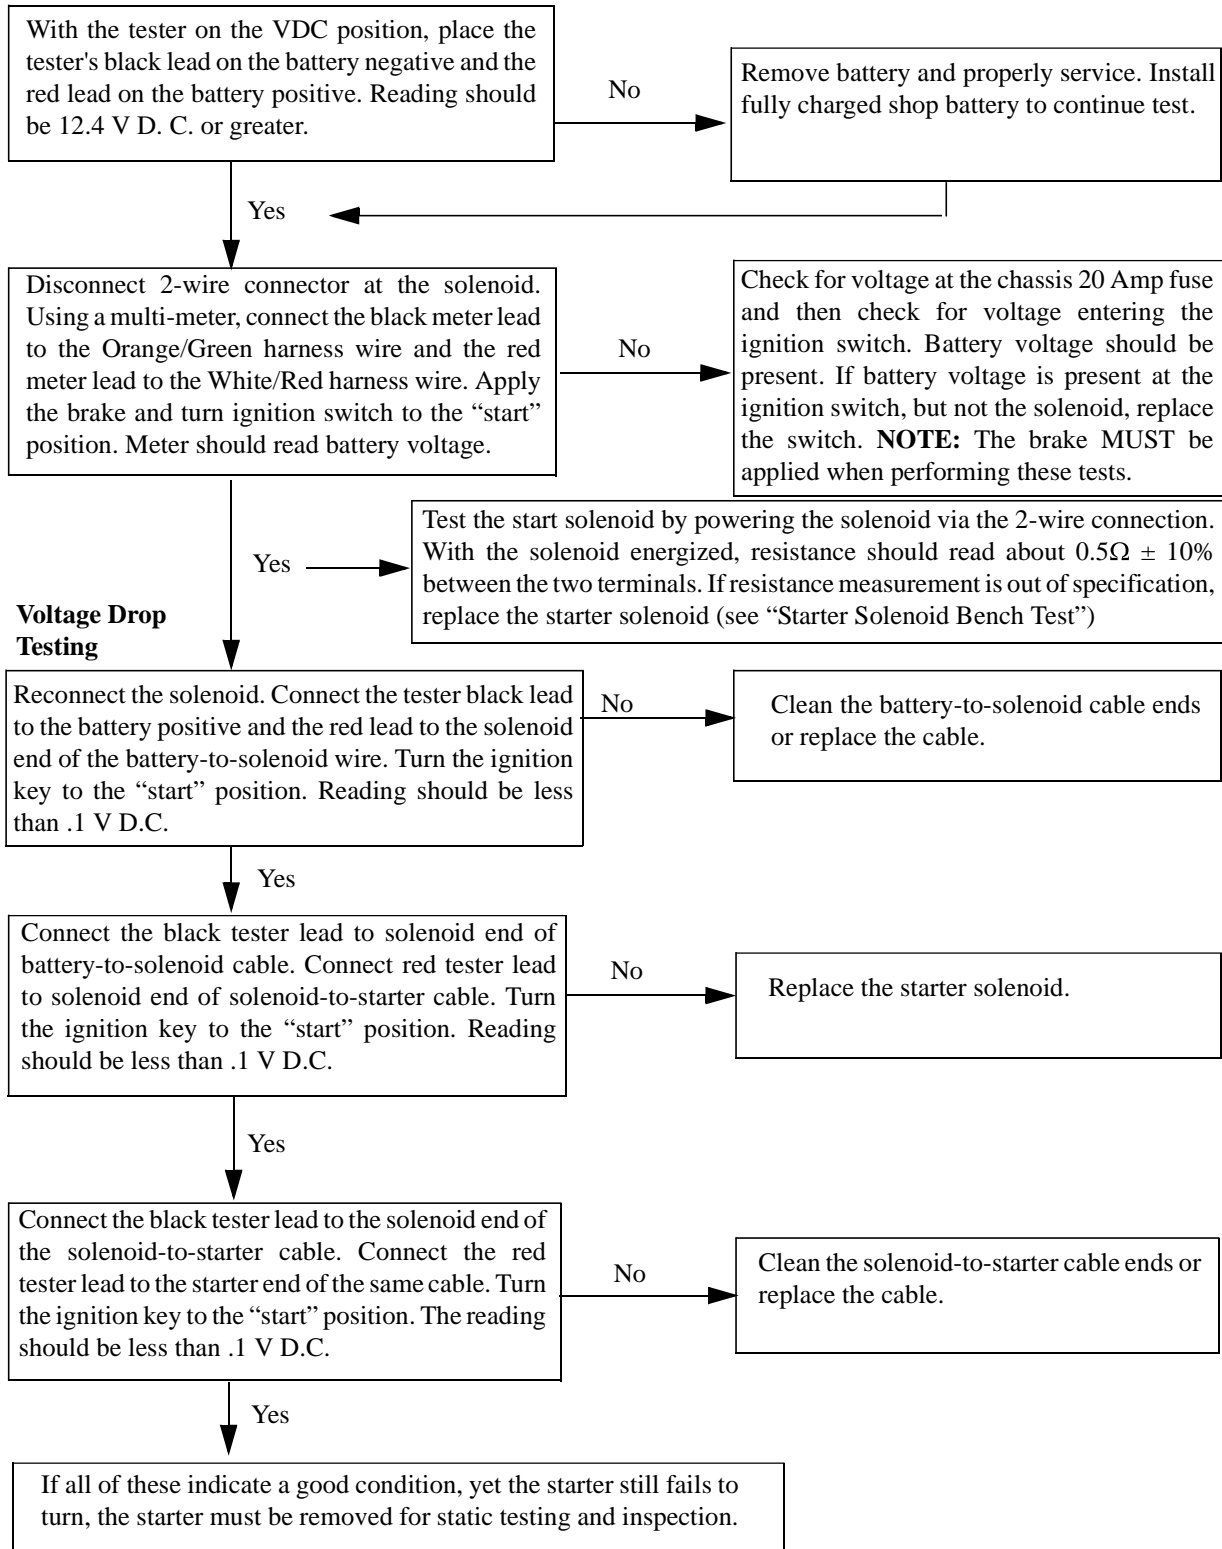 With the tester on the VDC position, place the
tester's black lead on the battery negative and the
red lead on the battery positive. Reading should
be 12.4 V D. C. or greater.
No
Remove battery and properly service. Install
fully charged shop battery to continue test.
Yes
Disconnect 2-wire connector at the solenoid.
Using a multi-meter, connect the black meter lead
to the Orange/Green harness wire and the red
meter lead to the White/Red harness wire. Apply
the brake and turn ignition switch to the “start”
position. Meter should read battery voltage.
No
Check for voltage at the chassis 20 Amp fuse
and then check for voltage entering the
ignition switch. Battery voltage should be
present. If battery voltage is present at the
ignition switch, but not the solenoid, replace
the switch. NOTE: The brake MUST be
applied when performing these tests.
Yes
Test the start solenoid by powering the solenoid via the 2-wire connection.
With the solenoid energized, resistance should read about 0.5Ω ± 10%
between the two terminals. If resistance measurement is out of specification,
replace the starter solenoid (see “Starter Solenoid Bench Test”)
Voltage Drop
Testing
Reconnect the solenoid. Connect the tester black lead
to the battery positive and the red lead to the solenoid
end of the battery-to-solenoid wire. Turn the ignition
key to the “start” position. Reading should be less
than .1 V D.C.
No
Clean the battery-to-solenoid cable ends
or replace the cable.
Yes
Connect the black tester lead to solenoid end of
battery-to-solenoid cable. Connect red tester lead
to solenoid end of solenoid-to-starter cable. Turn
the ignition key to the “start” position. Reading
should be less than .1 V D.C.
No
Replace the starter solenoid.
Yes
Connect the black tester lead to the solenoid end of
the solenoid-to-starter cable. Connect the red
tester lead to the starter end of the same cable. Turn
the ignition key to the “start” position. The reading
should be less than .1 V D.C.
No
Clean the solenoid-to-starter cable ends or
replace the cable.
Yes
If all of these indicate a good condition, yet the starter still fails to
turn, the starter must be removed for static testing and inspection.